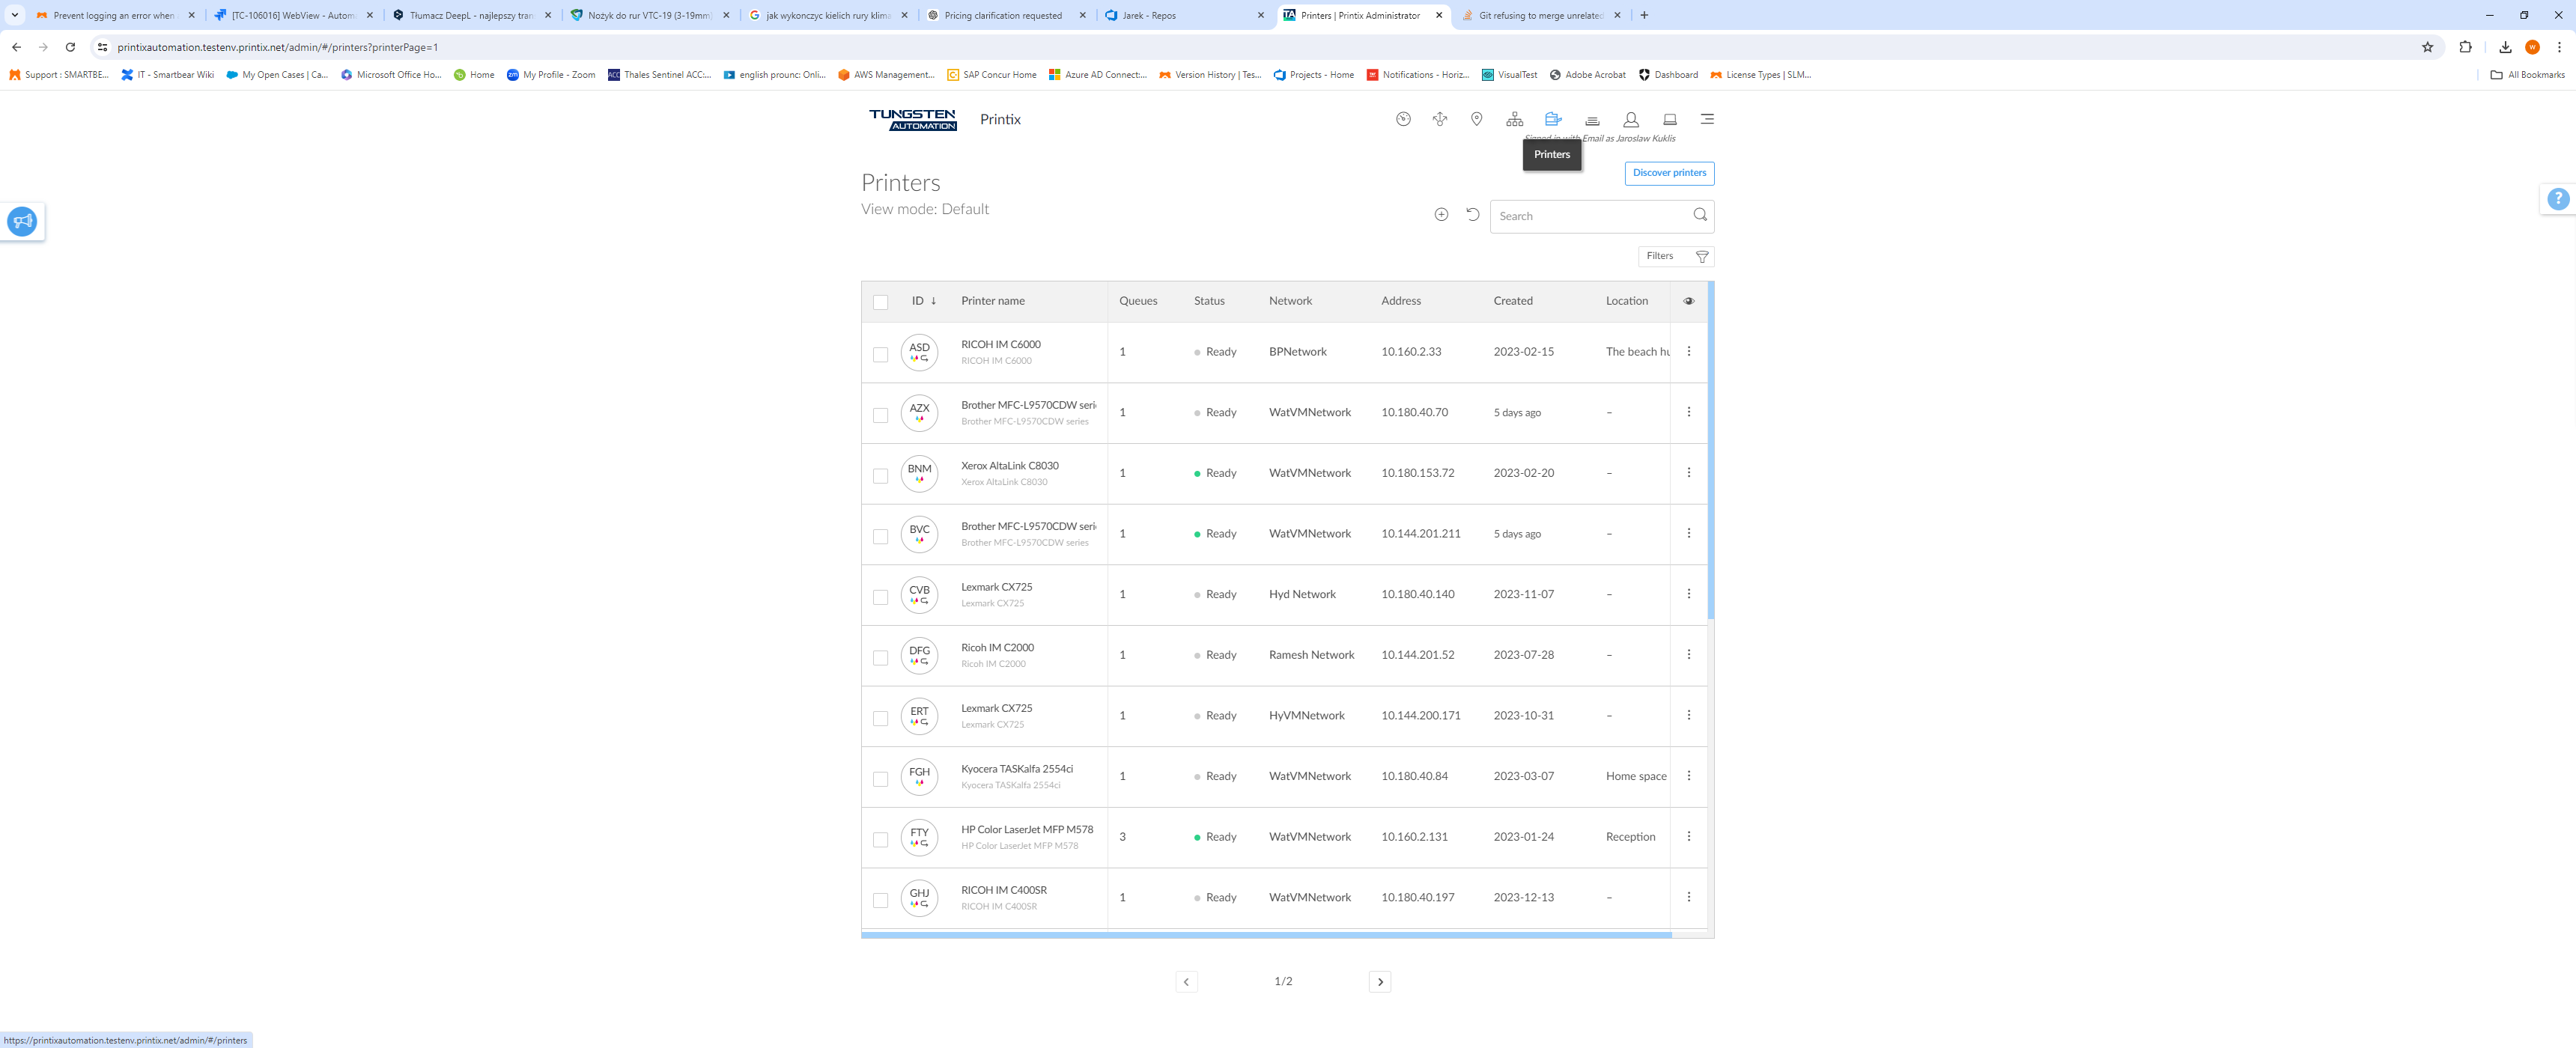 Prevent logging an error when
[TC-106016] WebView - Autom
Tłumacz DeepL - najlepszy tran
Nożyk do rur VTC-19 (3-19mm)
jak wykonczyc kielich rury klima
Pricing clarification requested
Jarek - Repos
Printers | Printix Administrator
Git refusing to merge unrelated
printixautomation.testenv.printix.net/admin/#/printers?printerPage=1
Support : SMARTBE...
IT - Smartbear Wiki
My Open Cases | Ca...
Microsoft Office Ho...
Home
My Profile - Zoom
Thales Sentinel ACC:...
english prounc: Onli...
AWS Management...
SAP Concur Home
Azure AD Connect:...
Version History | Tes...
Projects - Home
Notifications - Horiz...
VisualTest
Adobe Acrobat
Dashboard
License Types | SLM...
All Bookmarks
TUNGSTEN
AUTOMATION
Printix
Signed in with Email as Jaroslaw Kuklis
Printers
Printers
View mode: Default
Discover printers
Search
Filters
ID ↓ Printer name Queues Status Network Address Created Location
ASD RICOH IM C6000 1 Ready BPNetwork 10.160.2.33 2023-02-15 The beach hu
RICOH IM C6000
AZX Brother MFC-L9570CDW seri 1 Ready WatVMNetwork 10.180.40.70 5 days ago –
Brother MFC-L9570CDW series
BNM Xerox AltaLink C8030 1 Ready WatVMNetwork 10.180.153.72 2023-02-20 –
Xerox AltaLink C8030
BVC Brother MFC-L9570CDW seri 1 Ready WatVMNetwork 10.144.201.211 5 days ago –
Brother MFC-L9570CDW series
CVB Lexmark CX725 1 Ready Hyd Network 10.180.40.140 2023-11-07 –
Lexmark CX725
DFG Ricoh IM C2000 1 Ready Ramesh Network 10.144.201.52 2023-07-28 –
Ricoh IM C2000
ERT Lexmark CX725 1 Ready HyVMNetwork 10.144.200.171 2023-10-31 –
Lexmark CX725
FGH Kyocera TASKalfa 2554ci 1 Ready WatVMNetwork 10.180.40.84 2023-03-07 Home space
Kyocera TASKalfa 2554ci
FTY HP Color LaserJet MFP M578 3 Ready WatVMNetwork 10.160.2.131 2023-01-24 Reception
HP Color LaserJet MFP M578
GHJ RICOH IM C400SR 1 Ready WatVMNetwork 10.180.40.197 2023-12-13 –
RICOH IM C400SR
1/2
https://printixautomation.testenv.printix.net/admin/#/printers